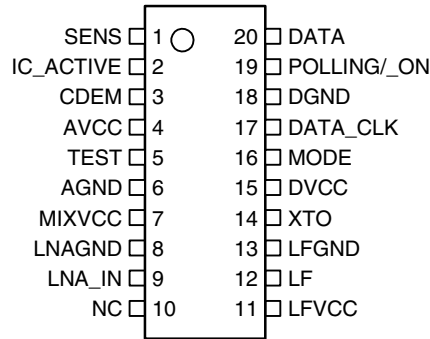 SENS 1 20 DATA
IC_ACTIVE 2 19 POLLING/_ON
CDEM 3 18 DGND
AVCC 4 17 DATA_CLK
TEST 5 16 MODE
AGND 6 15 DVCC
MIXVCC 7 14 XTO
LNAGND 8 13 LFGND
LNA_IN 9 12 LF
NC 10 11 LFVCC